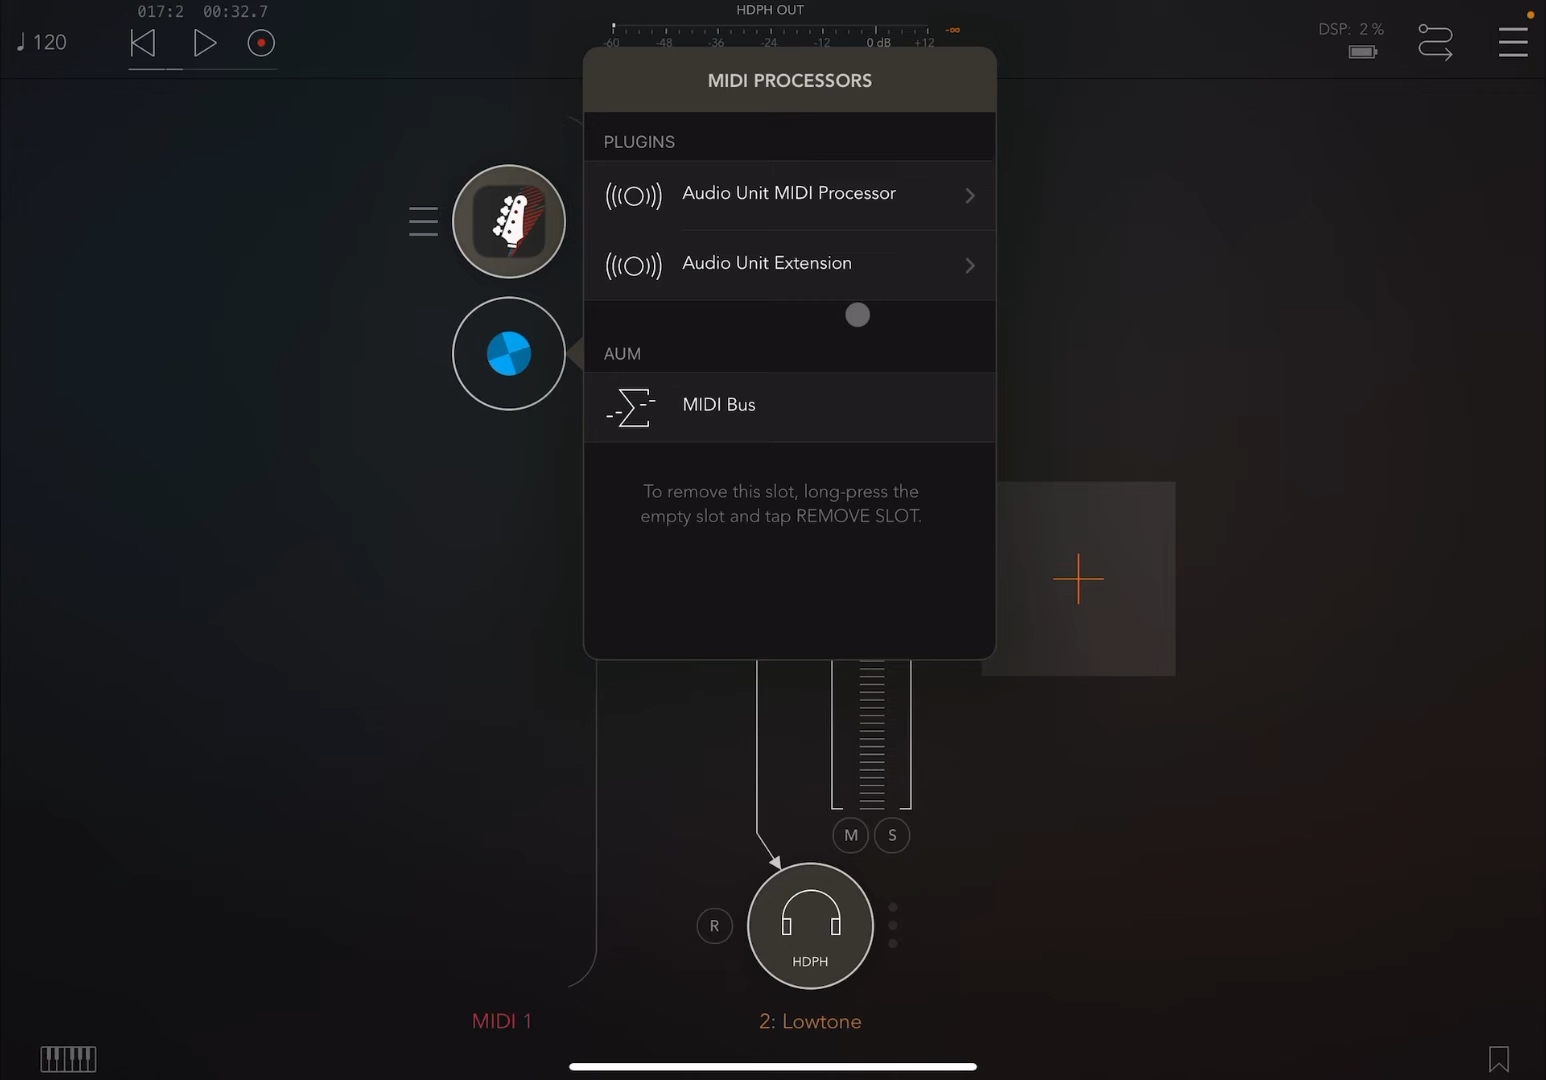 017:2 00:32.7
HDPH OUT
♩ 120
-60 -48 -36 -24 -12 0 dB +12 -∞
DSP: 2 %
MIDI PROCESSORS
PLUGINS
Audio Unit MIDI Processor
Audio Unit Extension
AUM
MIDI Bus
To remove this slot, long-press the
empty slot and tap REMOVE SLOT.
M S
R
HDPH
MIDI 1
2: Lowtone